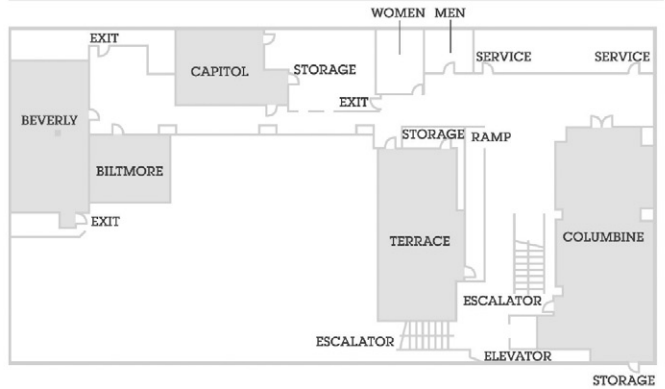 WOMEN MEN
EXIT
SERVICE SERVICE
CAPITOL STORAGE
EXIT
BEVERLY
STORAGE RAMP
BILTMORE
EXIT
TERRACE COLUMBINE
ESCALATOR
ESCALATOR
ELEVATOR
STORAGE